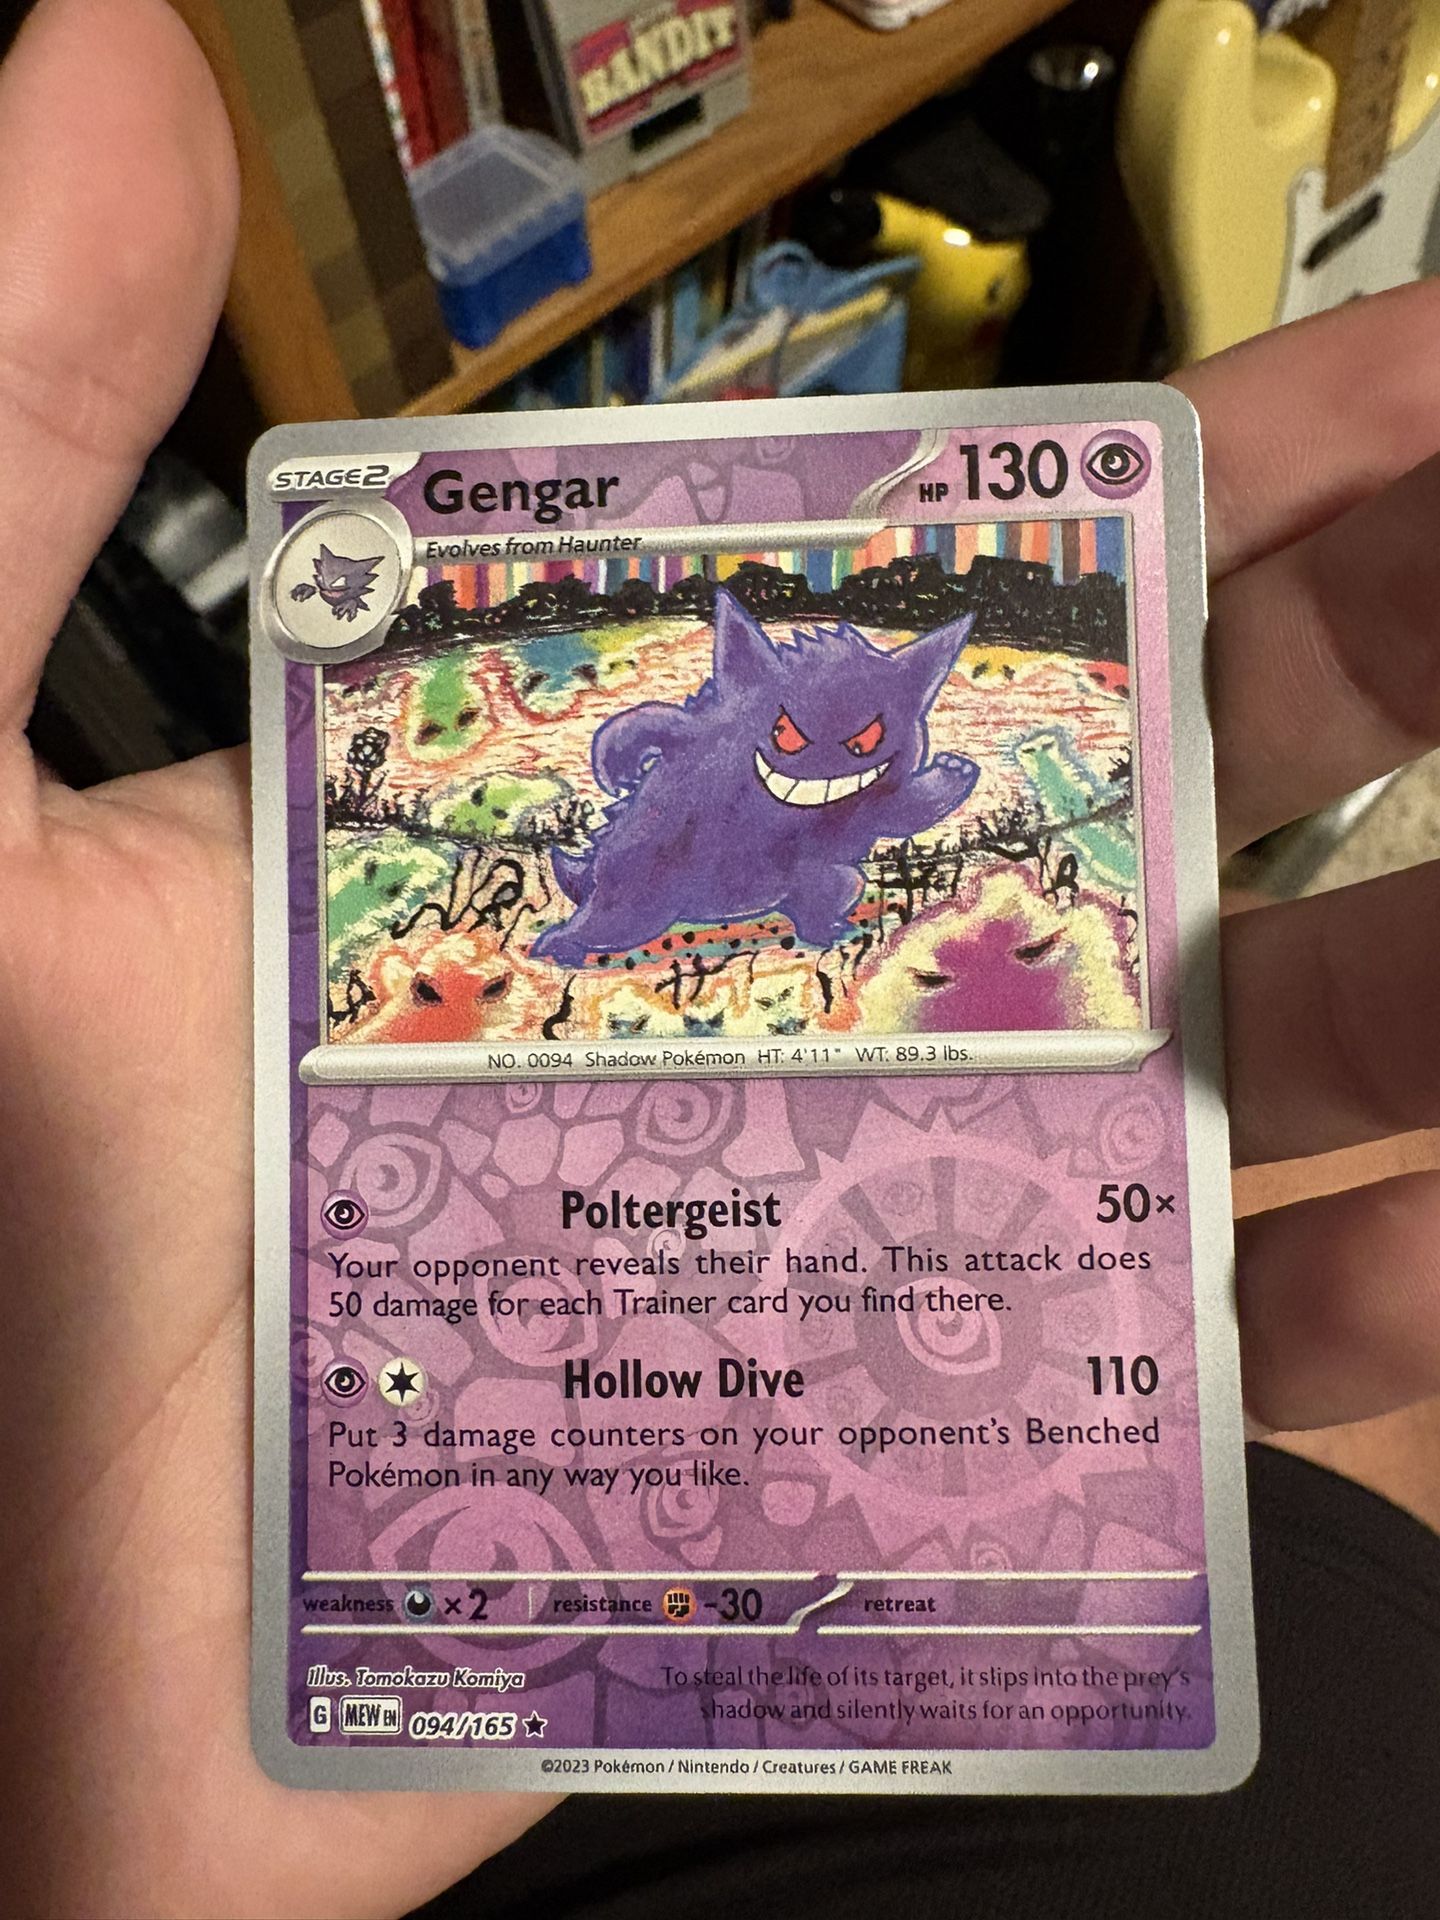 BANDIT
STAGE2
Gengar
HP 130
Evolves from Haunter
NO. 0094 Shadow Pokémon HT: 4'11" WT: 89.3 lbs.
Poltergeist 50×
Your opponent reveals their hand. This attack does
50 damage for each Trainer card you find there.
Hollow Dive 110
Put 3 damage counters on your opponent's Benched
Pokémon in any way you like.
weakness ×2 resistance -30 retreat
Illus. Tomokazu Komiya
To steal the life of its target, it slips into the prey's
shadow and silently waits for an opportunity.
G MEW EN 094/165
©2023 Pokémon / Nintendo / Creatures / GAME FREAK